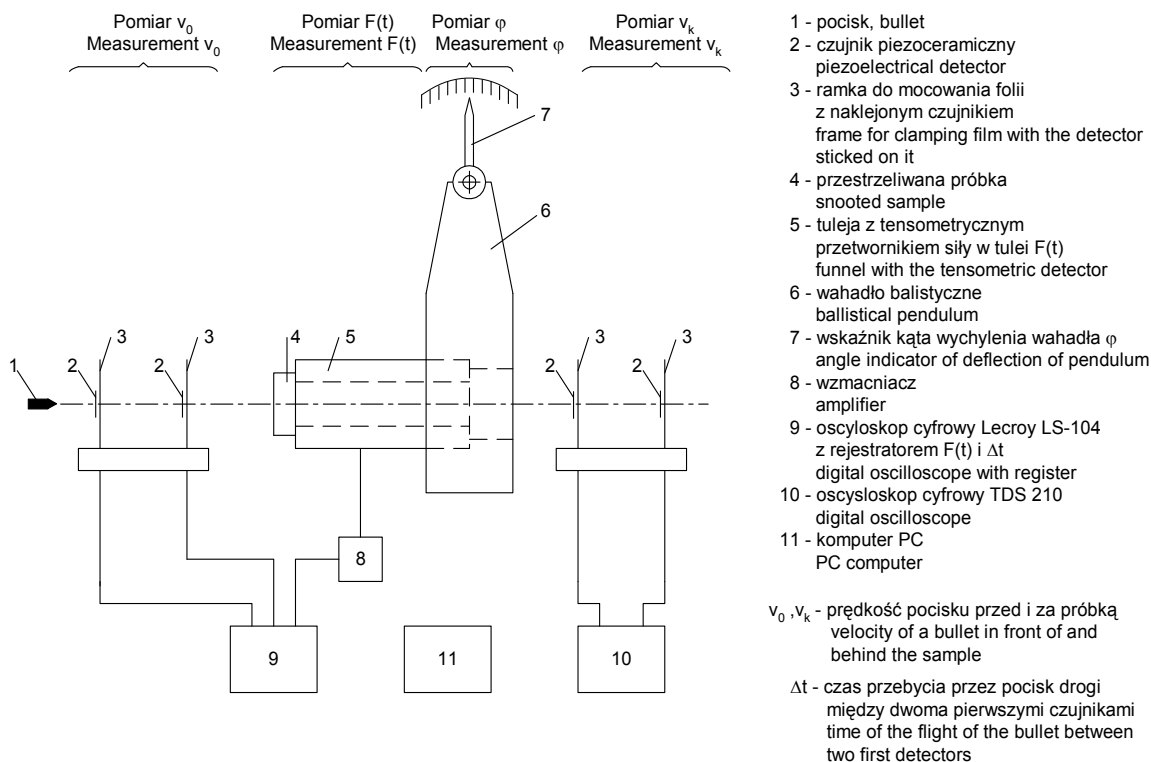 Pomiar v0
Measurement v0
Pomiar F(t)
Measurement F(t)
Pomiar φ
Measurement φ
Pomiar vk
Measurement vk
7
6
3
3
4
5
3
3
2
2
2
2
1
8
9
11
10
1 - pocisk, bullet
2 - czujnik piezoceramiczny
piezoelectrical detector
3 - ramka do mocowania folii
z naklejonym czujnikiem
frame for clamping film with the detector
sticked on it
4 - przestrzeliwana próbka
snooted sample
5 - tuleja z tensometrycznym
przetwornikiem siły w tulei F(t)
funnel with the tensometric detector
6 - wahadło balistyczne
ballistical pendulum
7 - wskaźnik kąta wychylenia wahadła φ
angle indicator of deflection of pendulum
8 - wzmacniacz
amplifier
9 - oscyloskop cyfrowy Lecroy LS-104
z rejestratorem F(t) i Δt
digital oscilloscope with register
10 - oscysloskop cyfrowy TDS 210
digital oscilloscope
11 - komputer PC
PC computer
v0 ,vk - prędkość pocisku przed i za próbką
velocity of a bullet in front of and
behind the sample
Δt - czas przebycia przez pocisk drogi
między dwoma pierwszymi czujnikami
time of the flight of the bullet between
two first detectors